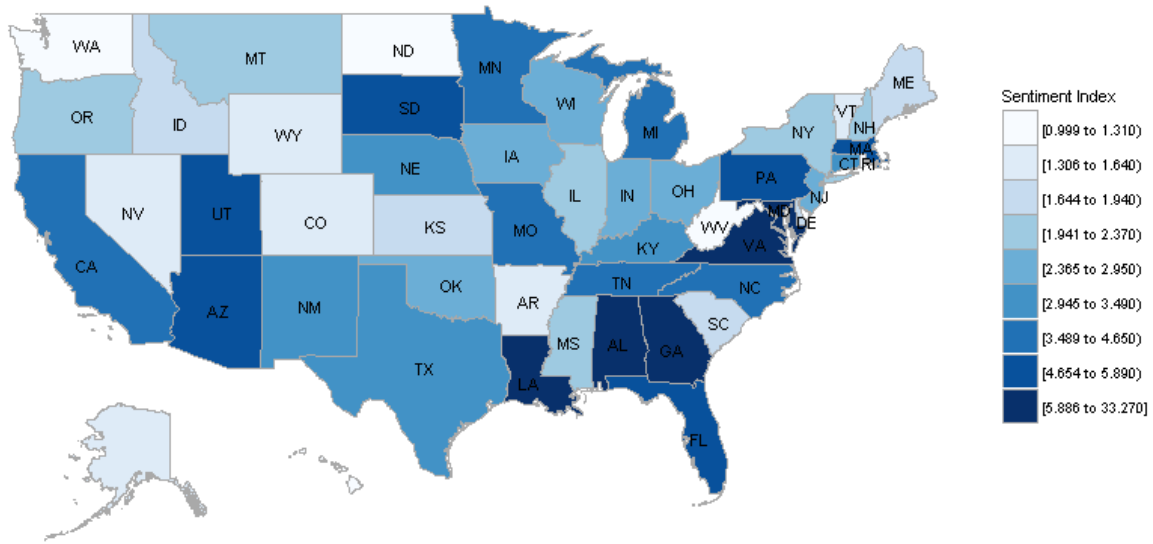 WA
MT
ND
MN
ME
OR
ID
WY
SD
WI
MI
VT
NH
NY
MA
CT RI
NV
UT
CO
NE
IA
IL
IN
OH
PA
NJ
KS
MO
KY
WV
MD
DE
VA
CA
AZ
NM
OK
AR
TN
NC
SC
TX
LA
MS
AL
GA
FL
Sentiment Index
[0.999 to 1.310)
[1.306 to 1.640)
[1.644 to 1.940)
[1.941 to 2.370)
[2.365 to 2.950)
[2.945 to 3.490)
[3.489 to 4.650)
[4.654 to 5.890)
[5.886 to 33.270]